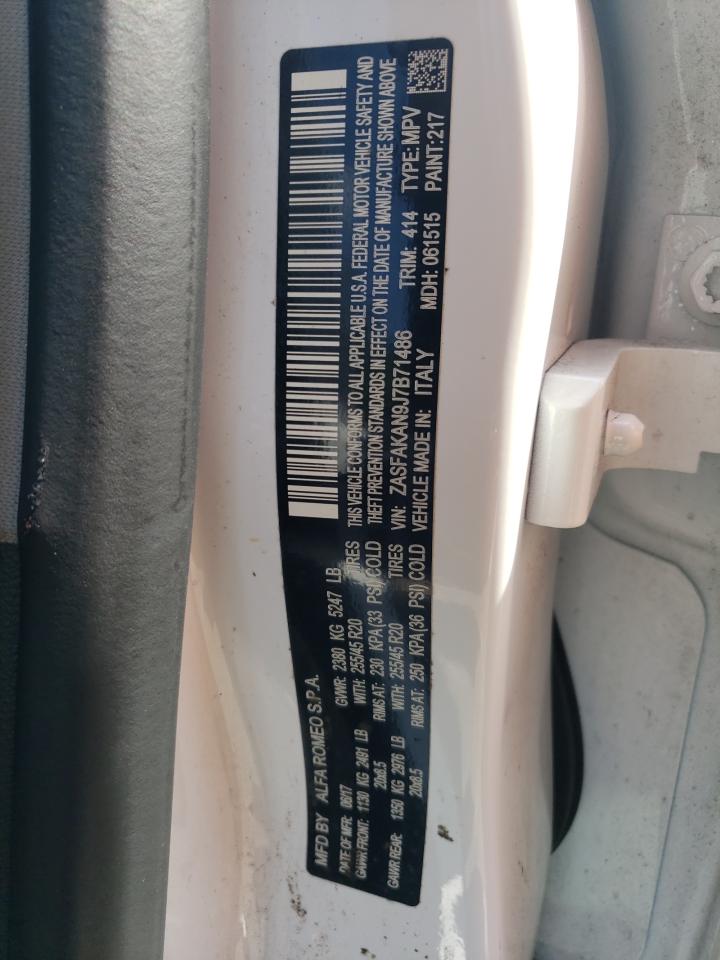 MFD BY ALFA ROMEO S.P.A.
DATE OF MFR: 06/17 GVWR: 2380 KG 5247 LB
GAWR FRONT: 1130 KG 2491 LB WITH: 255/45 R20 TIRES
20x8.5 RIMS AT: 230 KPA(33 PSI) COLD
GAWR REAR: 1350 KG 2976 LB WITH: 255/45 R20 TIRES
20x8.5 RIMS AT: 250 KPA(36 PSI) COLD
THIS VEHICLE CONFORMS TO ALL APPLICABLE U.S.A. FEDERAL MOTOR VEHICLE SAFETY AND
THEFT PREVENTION STANDARDS IN EFFECT ON THE DATE OF MANUFACTURE SHOWN ABOVE
VIN: ZASFAKAN9J7B71486 TRIM: 414 TYPE: MPV
VEHICLE MADE IN: ITALY MDH: 061515 PAINT: 217